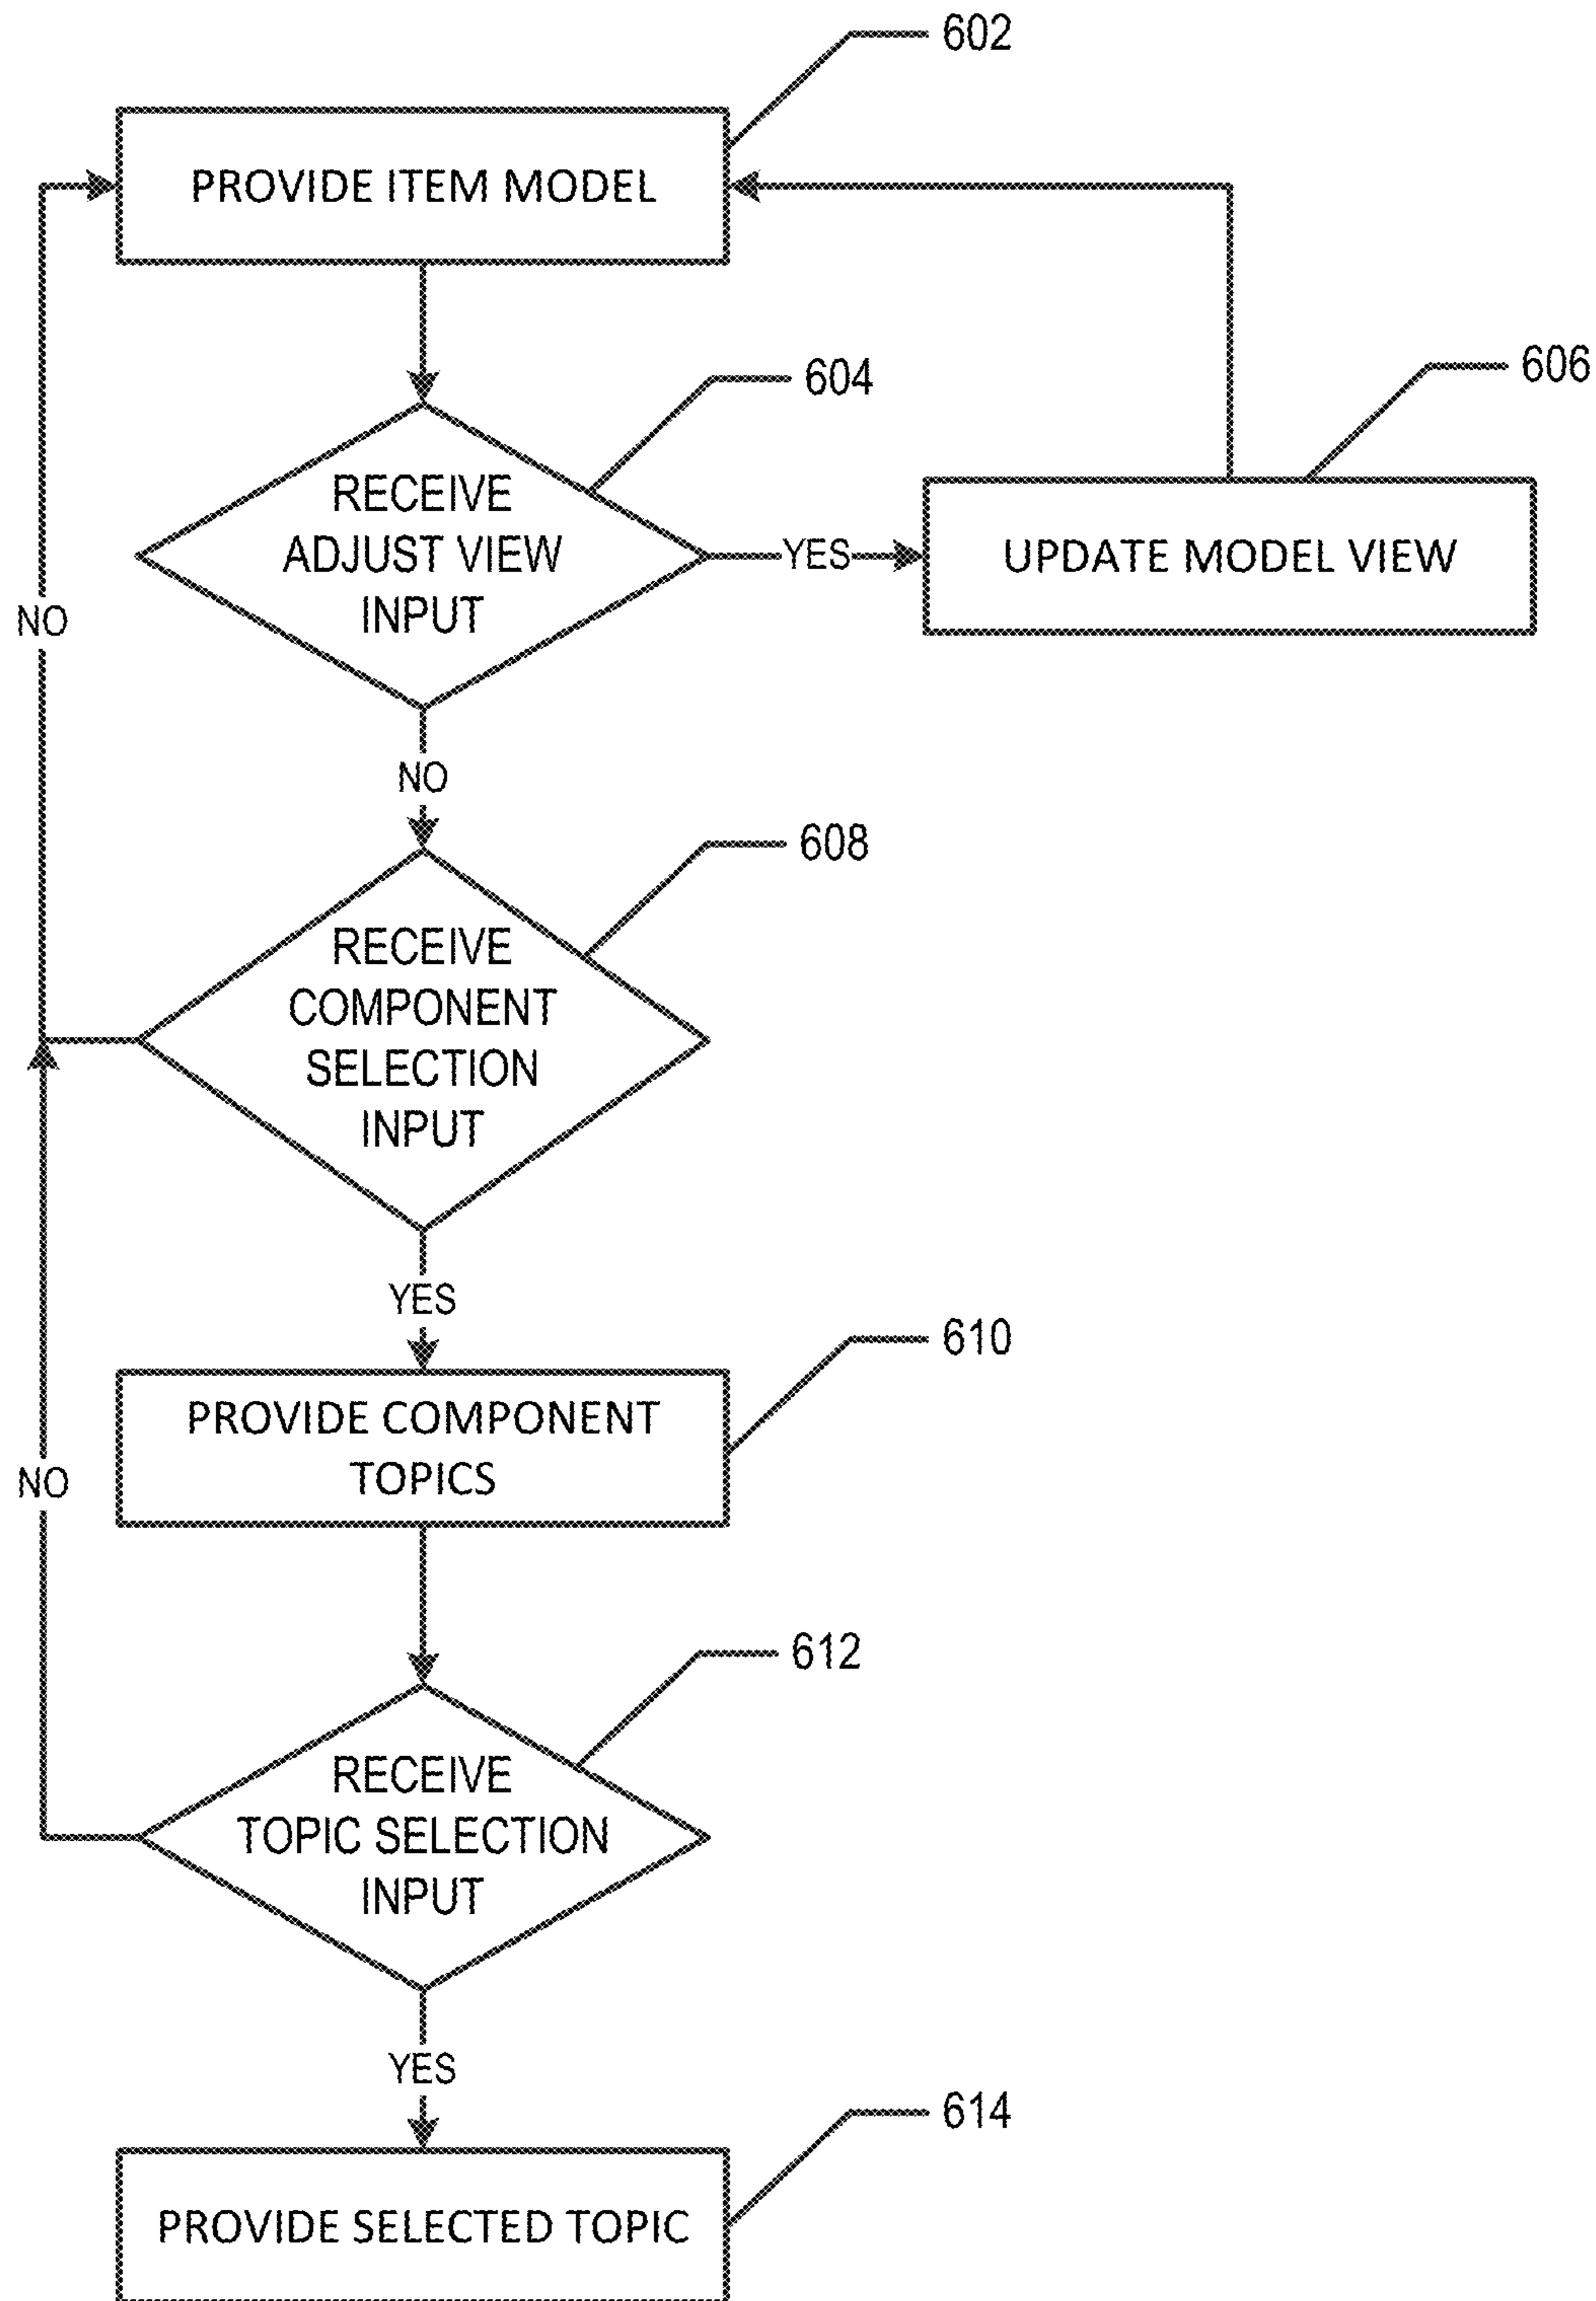 602
PROVIDE ITEM MODEL
604
606
RECEIVE
ADJUST VIEW
INPUT
YES
UPDATE MODEL VIEW
NO
NO
608
RECEIVE
COMPONENT
SELECTION
INPUT
YES
610
PROVIDE COMPONENT
TOPICS
NO
612
RECEIVE
TOPIC SELECTION
INPUT
YES
614
PROVIDE SELECTED TOPIC